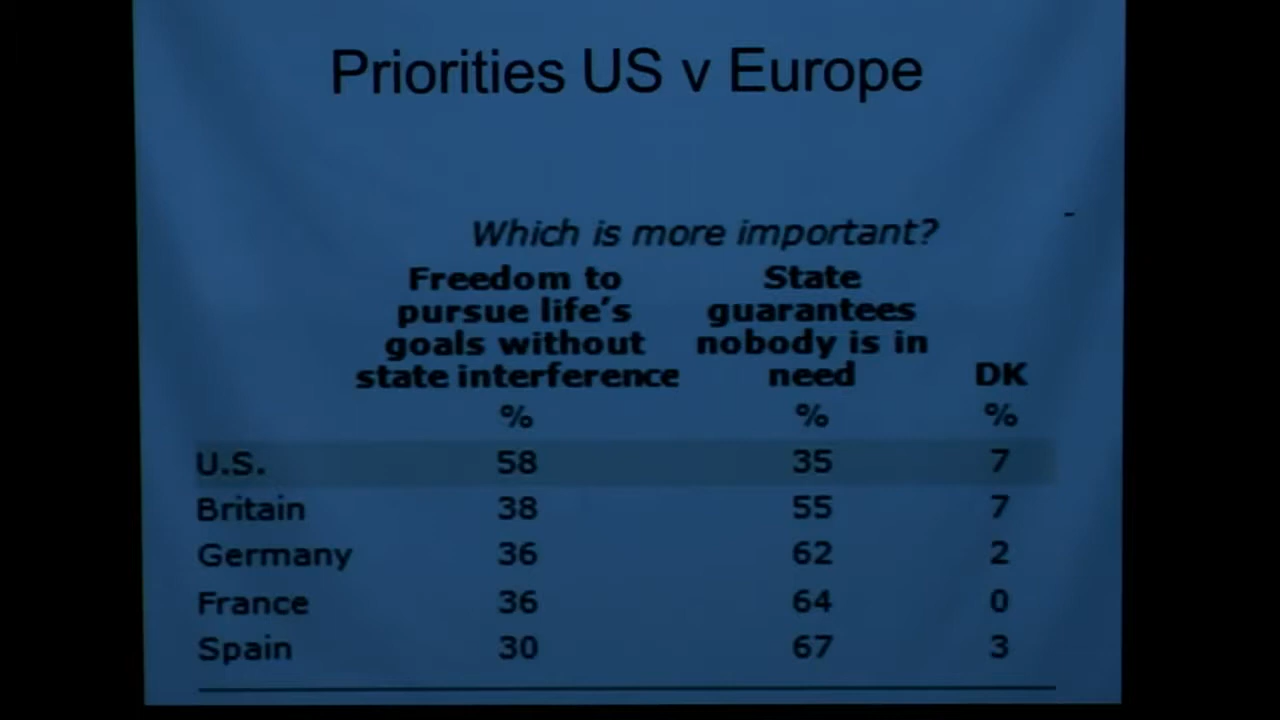 Priorities US v Europe
Which is more important?
Freedom to pursue life's goals without state interference
State guarantees nobody is in need
DK
% % %
U.S. 58 35 7
Britain 38 55 7
Germany 36 62 2
France 36 64 0
Spain 30 67 3